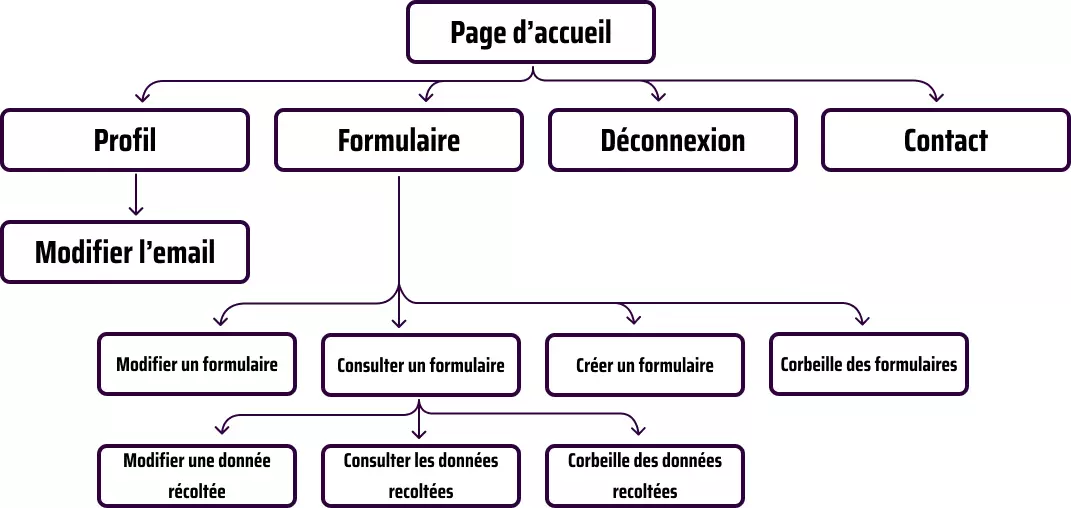 Page d’accueil
Profil
Formulaire
Déconnexion
Contact
Modifier l’email
Modifier un formulaire
Consulter un formulaire
Créer un formulaire
Corbeille des formulaires
Modifier une donnée
récoltée
Consulter les données
recoltées
Corbeille des données
recoltées